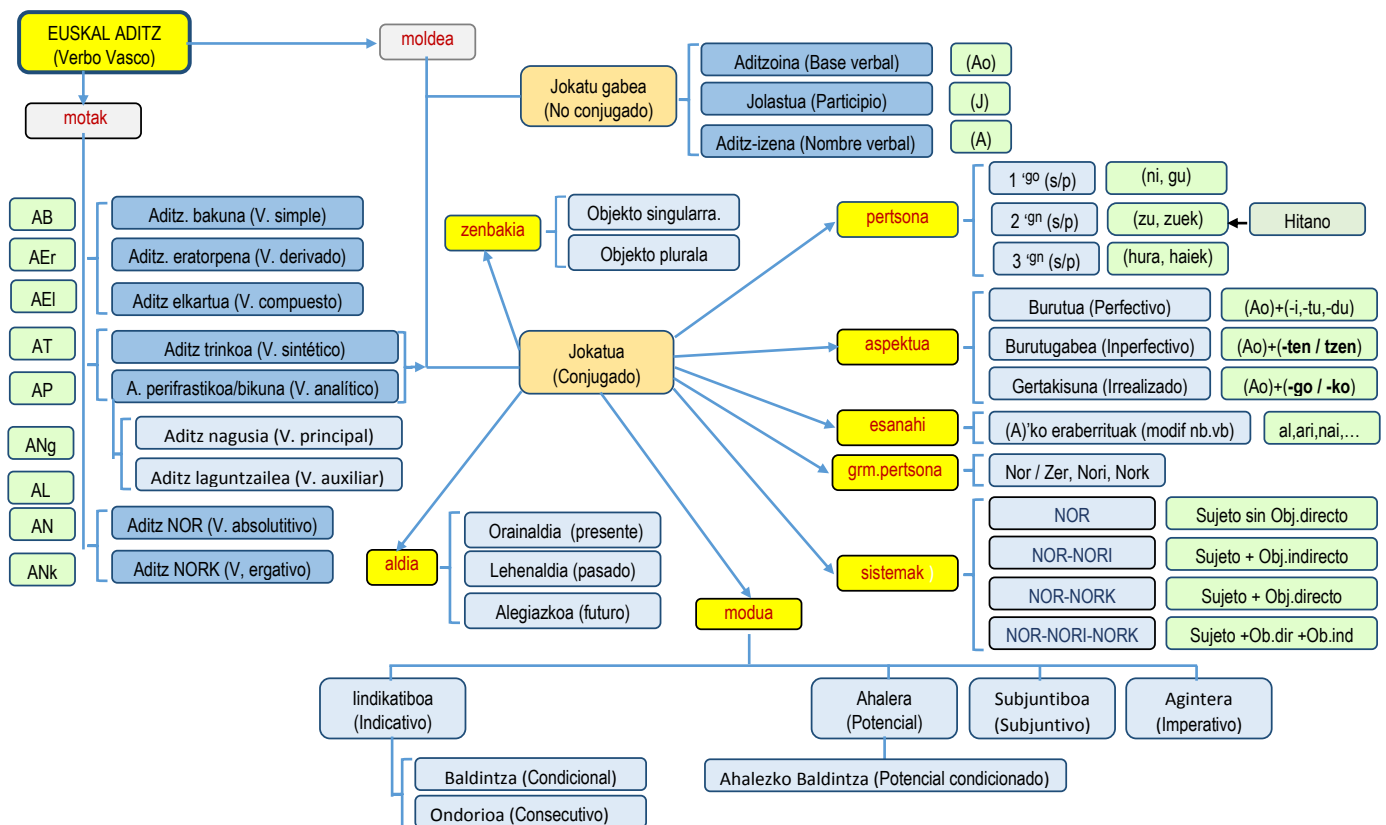 EUSKAL ADITZ
(Verbo Vasco)
moldea
motak
Jokatu gabea
(No conjugado)
Aditzoina (Base verbal)
(Ao)
Jolastua (Participio)
(J)
Aditz-izena (Nombre verbal)
(A)
AB
Aditz. bakuna (V. simple)
AEr
Aditz. eratorpena (V. derivado)
AEl
Aditz elkartua (V. compuesto)
AT
Aditz trinkoa (V. sintético)
AP
A. perifrastikoa/bikuna (V. analítico)
ANg
Aditz nagusia (V. principal)
AL
Aditz laguntzailea (V. auxiliar)
AN
Aditz NOR (V. absolutitivo)
ANk
Aditz NORK (V, ergativo)
zenbakia
Objekto singularra.
Objekto plurala
Jokatua
(Conjugado)
pertsona
1 'go (s/p)
(ni, gu)
2 'gn (s/p)
(zu, zuek)
Hitano
3 'gn (s/p)
(hura, haiek)
aspektua
Burutua (Perfectivo)
(Ao)+(-i,-tu,-du)
Burutugabea (Inperfectivo)
(Ao)+(-ten / tzen)
Gertakisuna (Irrealizado)
(Ao)+(-go / -ko)
esanahi
(A)'ko eraberrituak (modif nb.vb)
al,ari,nai,…
grm.pertsona
Nor / Zer, Nori, Nork
sistemak )
NOR
Sujeto sin Obj.directo
NOR-NORI
Sujeto + Obj.indirecto
NOR-NORK
Sujeto + Obj.directo
NOR-NORI-NORK
Sujeto +Ob.dir +Ob.ind
aldia
Orainaldia (presente)
Lehenaldia (pasado)
Alegiazkoa (futuro)
modua
Iindikatiboa
(Indicativo)
Ahalera
(Potencial)
Subjuntiboa
(Subjuntivo)
Agintera
(Imperativo)
Baldintza (Condicional)
Ondorioa (Consecutivo)
Ahalezko Baldintza (Potencial condicionado)